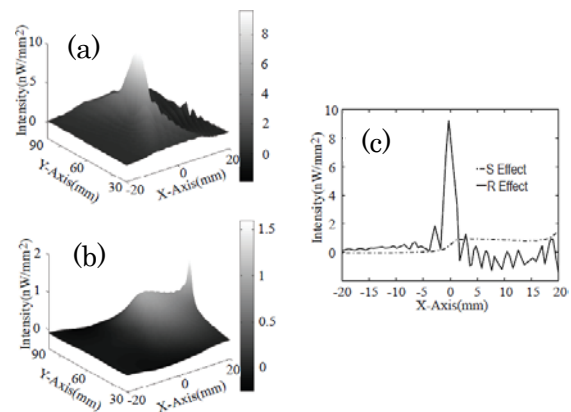 (a)
Intensity(nW/mm²)
10
5
0
90
60
30
Y-Axis(mm)
-20
0
20
X-Axis(mm)
8
6
4
2
0
(b)
Intensity(nW/mm²)
2
1
0
90
60
30
Y-Axis(mm)
-20
0
20
X-Axis(mm)
1.5
1
0.5
0
(c)
Intensity(nW/mm²)
10
8
6
4
2
0
S Effect
R Effect
-20 -15 -10 -5 0 5 10 15 20
X-Axis(mm)